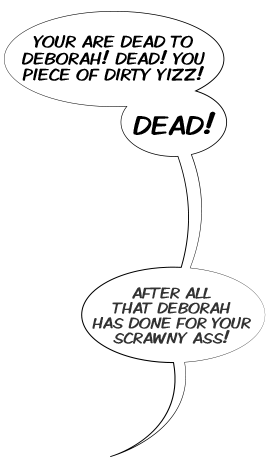 YOUR ARE DEAD TO
DEBORAH! DEAD! YOU
PIECE OF DIRTY YIZZ!
DEAD!
AFTER ALL
THAT DEBORAH
HAS DONE FOR YOUR
SCRAWNY ASS!